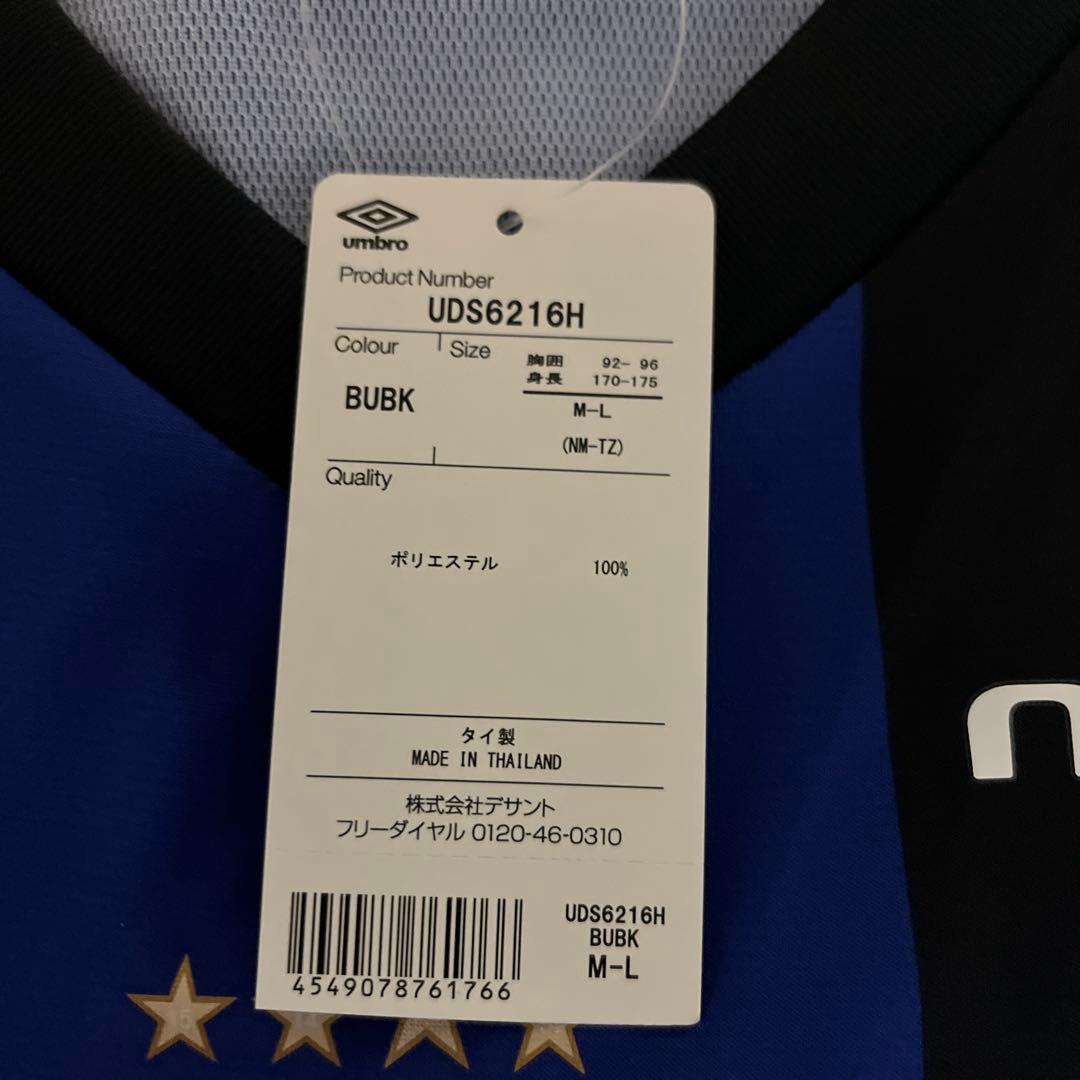 umbro
Product Number
UDS6216H
Colour
Size
胸囲 92- 96
身長 170-175
BUBK
M-L
(NM-TZ)
Quality
ポリエステル 100%
タイ製
MADE IN THAILAND
株式会社デサント
フリーダイヤル 0120-46-0310
UDS6216H
BUBK
M-L
4549078761766